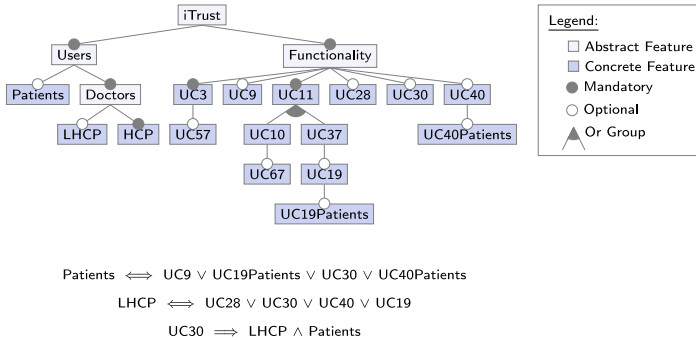 iTrust
Legend:
Users Functionality
Abstract Feature
Concrete Feature
Mandatory
Optional
Or Group
Patients Doctors UC3 UC9 UC11 UC28 UC30 UC40
LHCP HCP UC57 UC10 UC37 UC40Patients
UC67 UC19
UC19Patients
Patients ⟺ UC9 ∨ UC19Patients ∨ UC30 ∨ UC40Patients
LHCP ⟺ UC28 ∨ UC30 ∨ UC40 ∨ UC19
UC30 ⟹ LHCP ∧ Patients